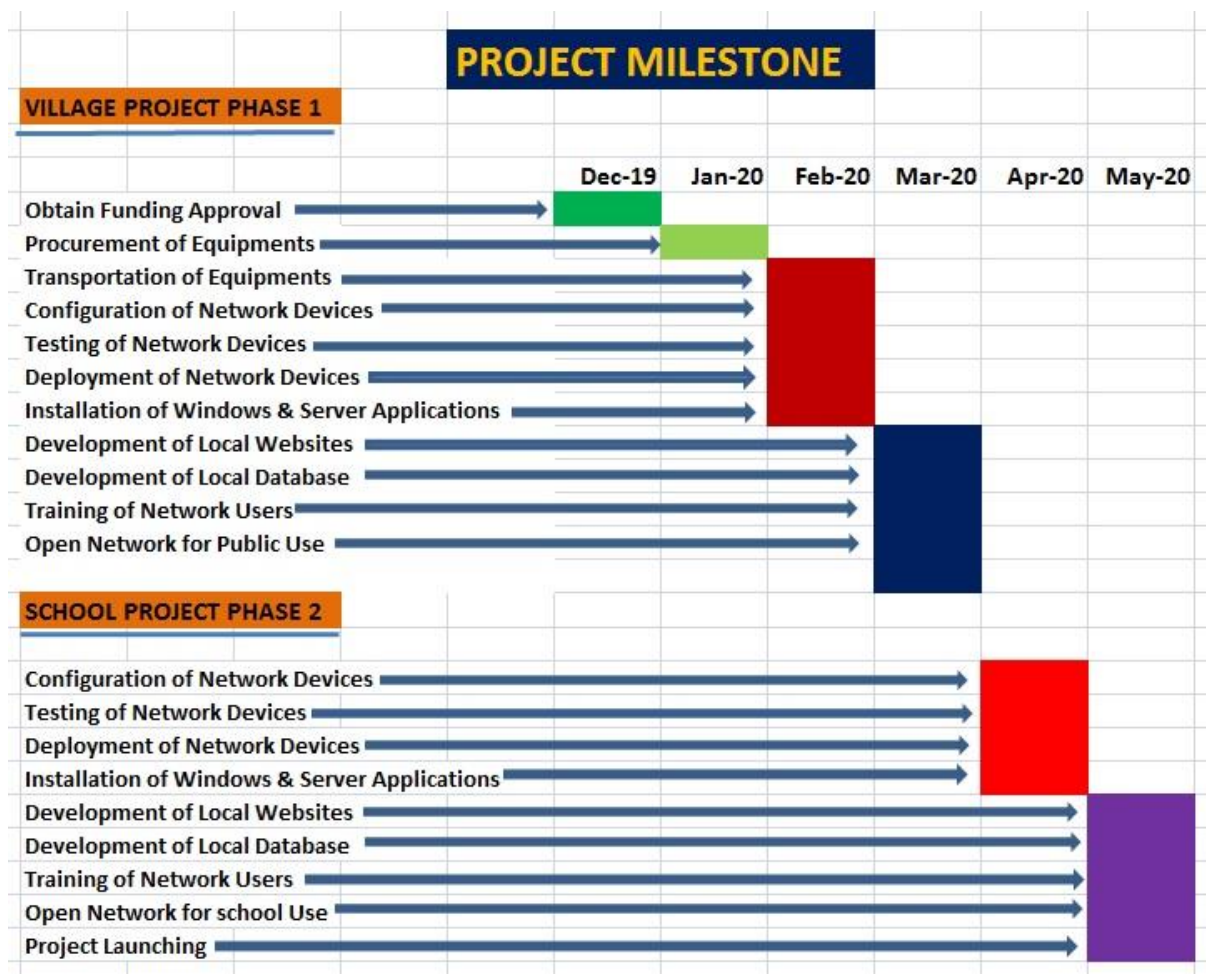 PROJECT MILESTONE
VILLAGE PROJECT PHASE 1
Dec-19 Jan-20 Feb-20 Mar-20 Apr-20 May-20
Obtain Funding Approval
Procurement of Equipments
Transportation of Equipments
Configuration of Network Devices
Testing of Network Devices
Deployment of Network Devices
Installation of Windows & Server Applications
Development of Local Websites
Development of Local Database
Training of Network Users
Open Network for Public Use
SCHOOL PROJECT PHASE 2
Configuration of Network Devices
Testing of Network Devices
Deployment of Network Devices
Installation of Windows & Server Applications
Development of Local Websites
Development of Local Database
Training of Network Users
Open Network for school Use
Project Launching